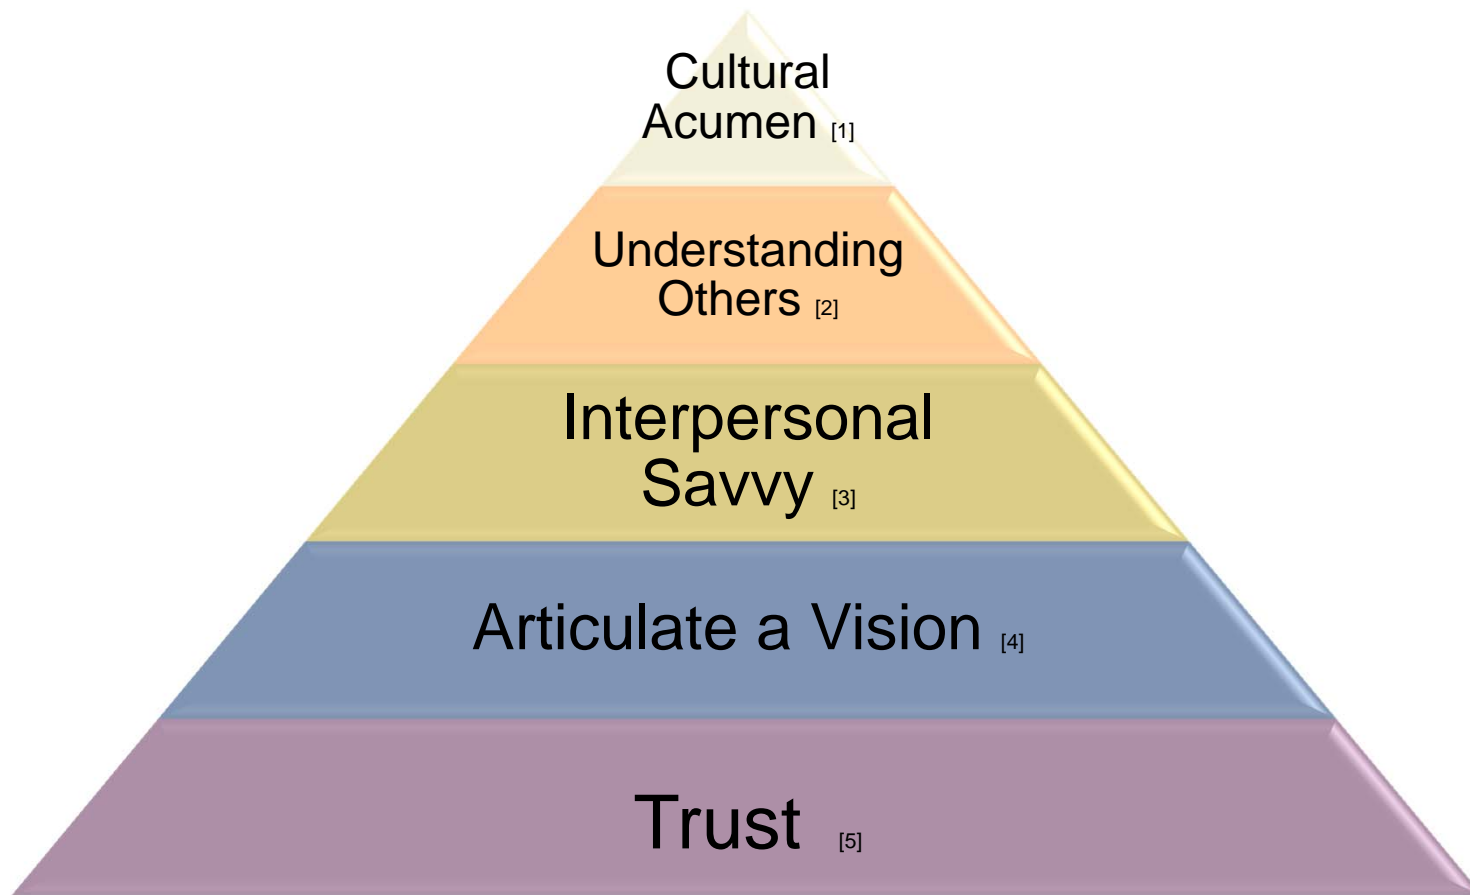 Cultural
Acumen [1]
Understanding
Others [2]
Interpersonal
Savvy [3]
Articulate a Vision [4]
Trust [5]